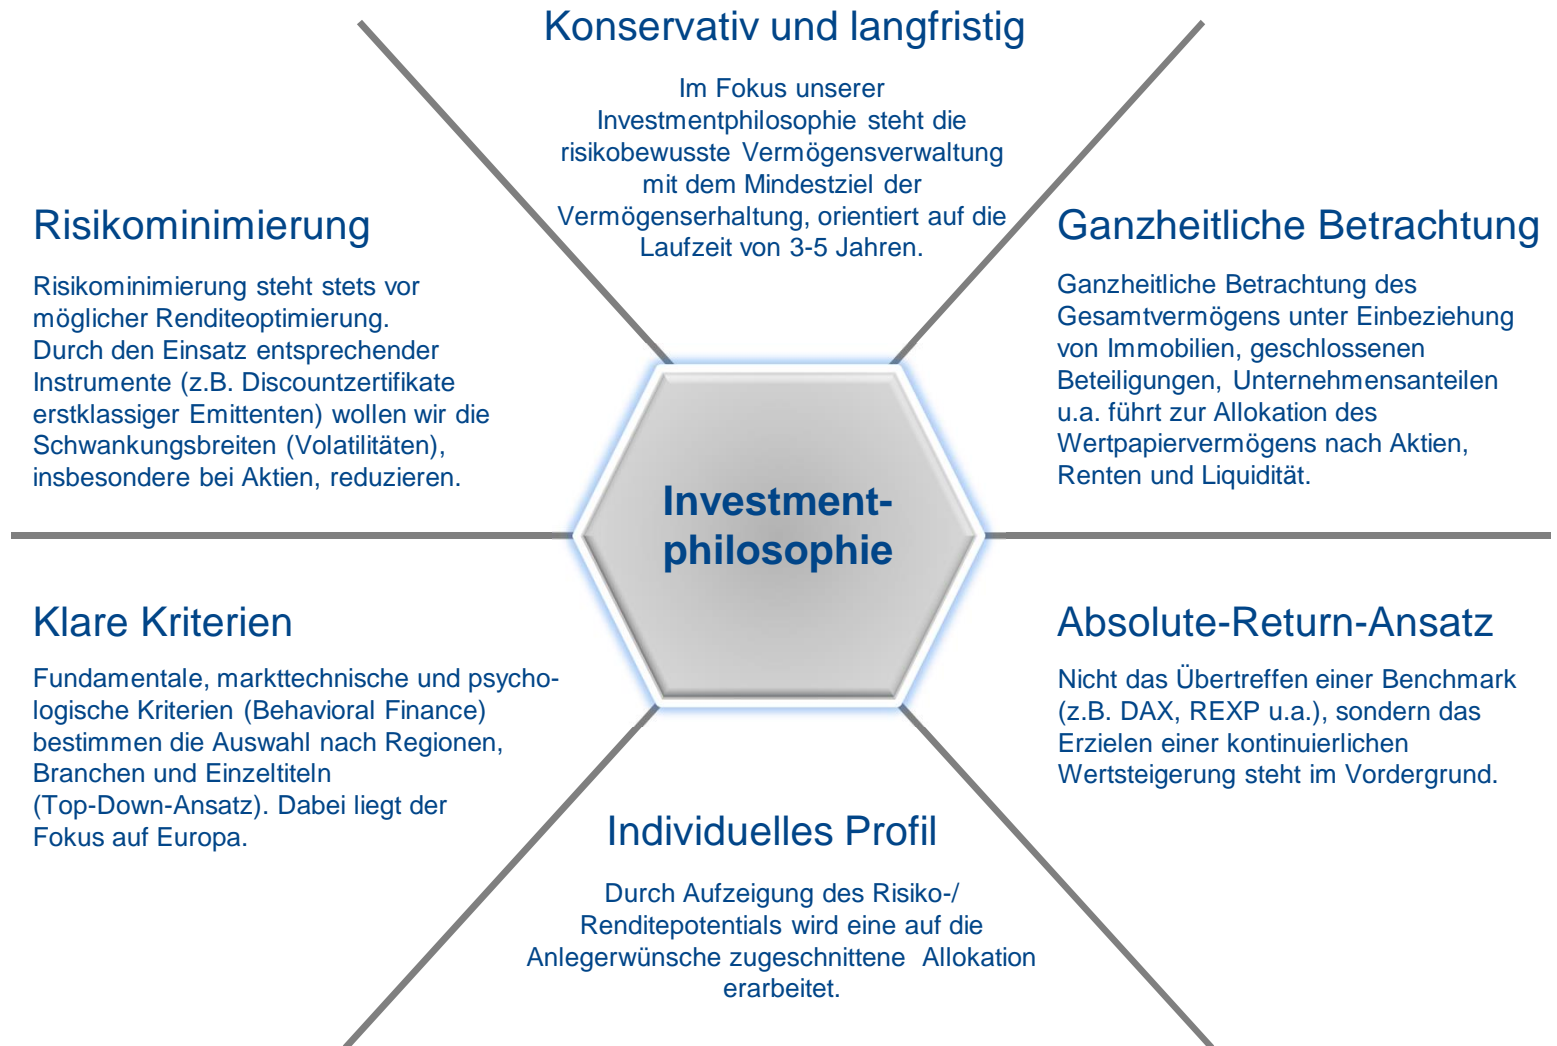 Konservativ und langfristig
Im Fokus unserer
Investmentphilosophie steht die
risikobewusste Vermögensverwaltung
mit dem Mindestziel der
Vermögenserhaltung, orientiert auf die
Laufzeit von 3-5 Jahren.
Risikominimierung
Risikominimierung steht stets vor
möglicher Renditeoptimierung.
Durch den Einsatz entsprechender
Instrumente (z.B. Discountzertifikate
erstklassiger Emittenten) wollen wir die
Schwankungsbreiten (Volatilitäten),
insbesondere bei Aktien, reduzieren.
Ganzheitliche Betrachtung
Ganzheitliche Betrachtung des
Gesamtvermögens unter Einbeziehung
von Immobilien, geschlossenen
Beteiligungen, Unternehmensanteilen
u.a. führt zur Allokation des
Wertpapiervermögens nach Aktien,
Renten und Liquidität.
Investment-
philosophie
Klare Kriterien
Fundamentale, markttechnische und psycho-
logische Kriterien (Behavioral Finance)
bestimmen die Auswahl nach Regionen,
Branchen und Einzeltiteln
(Top-Down-Ansatz). Dabei liegt der
Fokus auf Europa.
Absolute-Return-Ansatz
Nicht das Übertreffen einer Benchmark
(z.B. DAX, REXP u.a.), sondern das
Erzielen einer kontinuierlichen
Wertsteigerung steht im Vordergrund.
Individuelles Profil
Durch Aufzeigung des Risiko-/
Renditepotentials wird eine auf die
Anlegerwünsche zugeschnittene Allokation
erarbeitet.